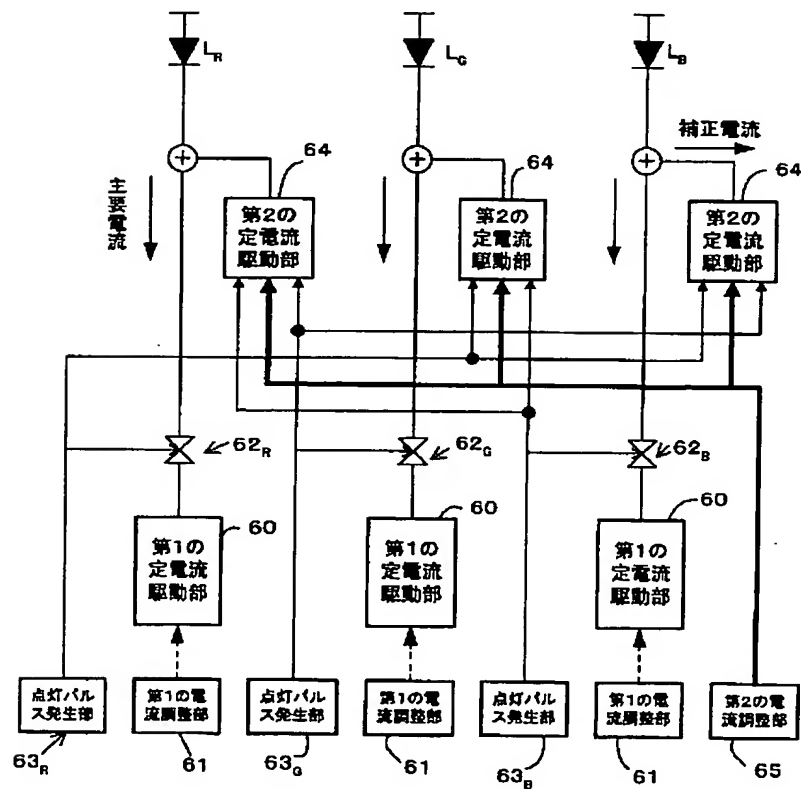 L_R
L_G
L_B
補正電流
主要電流
64
第2の
定電流
駆動部
64
第2の
定電流
駆動部
64
第2の
定電流
駆動部
62_R
62_G
62_B
60
第1の
定電流
駆動部
60
第1の
定電流
駆動部
60
第1の
定電流
駆動部
点灯パル
ス発生部
第1の電
流調整部
点灯パル
ス発生部
第1の電
流調整部
点灯パル
ス発生部
第1の電
流調整部
第2の電
流調整部
63_R
61
63_G
61
63_B
61
65